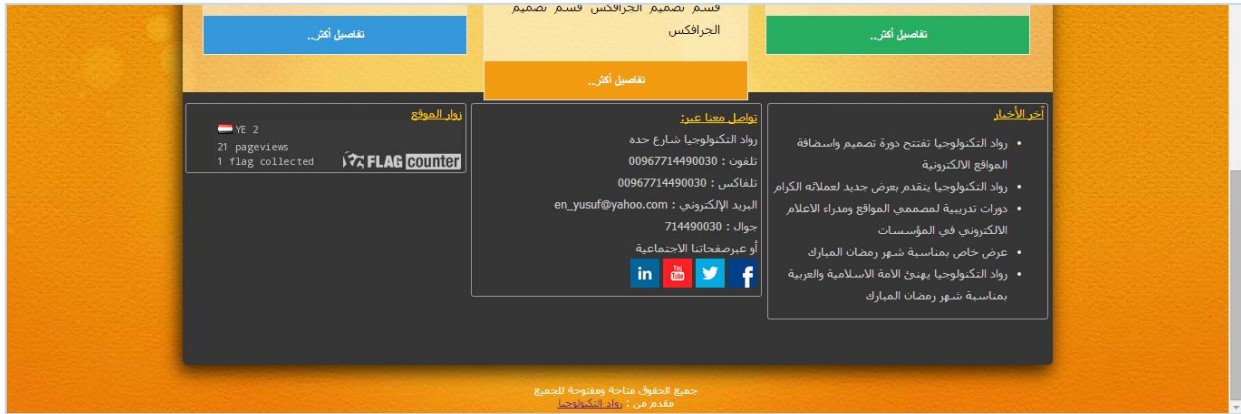 قسم تصميم الجرافكس قسم تصميم
الجرافكس
تفاصيل أكثر..
تفاصيل أكثر..
تفاصيل أكثر..
آخر الأخبار
رواد التكنولوجيا تفتتح دورة تصميم واسضافة
المواقع الالكترونية
رواد التكنولوجيا يتقدم بعرض جديد لعملائه الكرام
دورات تدريبية لمصممي المواقع ومدراء الاعلام
الالكتروني في المؤسسات
عرض خاص بمناسبة شهر رمضان المبارك
رواد التكنولوجيا يهنئ الامة الاسلامية والعربية
بمناسبة شهر رمضان المبارك
تواصل معنا عبر:
رواد التكنولوجيا شارع حده
تلفون : 00967714490030
تلفاكس : 00967714490030
البريد الإلكتروني : en_yusuf@yahoo.com
جوال : 714490030
أو عبرصفحاتنا الاجتماعية
in You Tube f
زوار الموقع
YE 2
21 pageviews
1 flag collected
FLAG counter
جميع الحقوق متاحة ومفتوحة للجميع
مقدم من : رواد التكنولوجيا